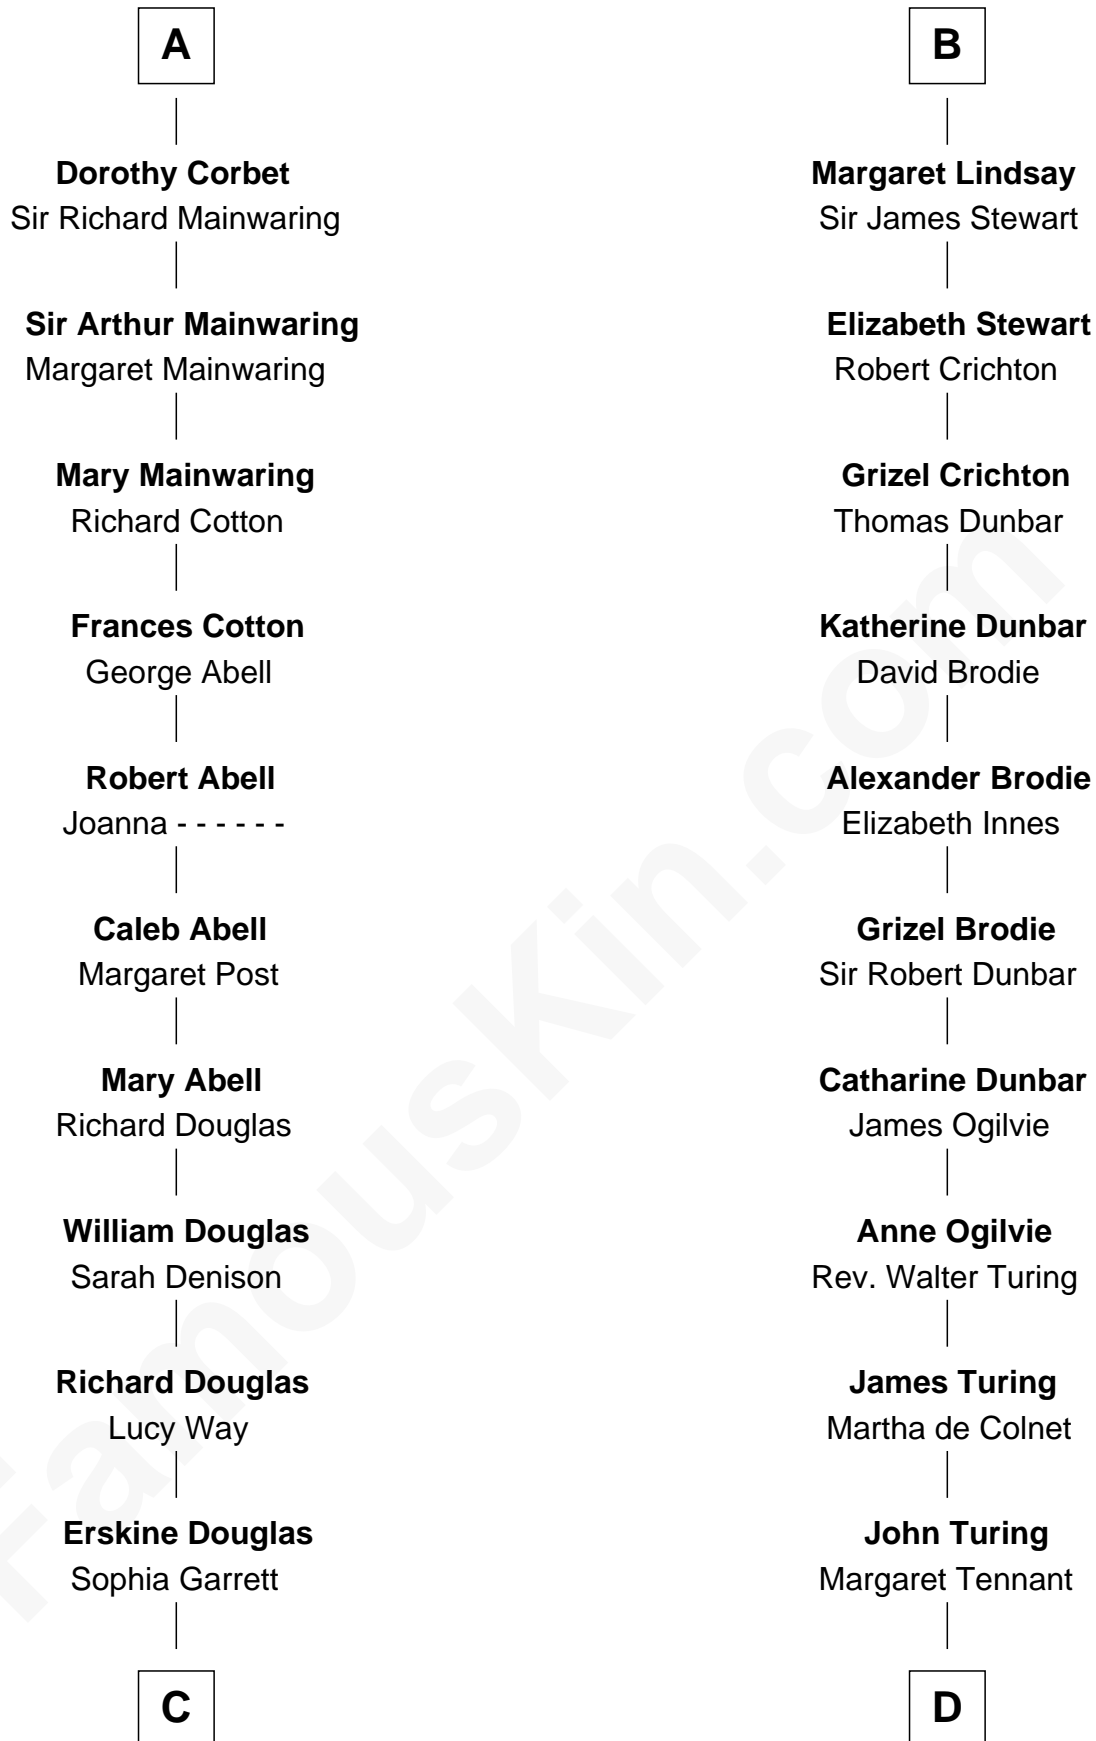 A
Dorothy Corbet
Sir Richard Mainwaring
Sir Arthur Mainwaring
Margaret Mainwaring
Mary Mainwaring
Richard Cotton
Frances Cotton
George Abell
Robert Abell
Joanna - - - - - -
Caleb Abell
Margaret Post
Mary Abell
Richard Douglas
William Douglas
Sarah Denison
Richard Douglas
Lucy Way
Erskine Douglas
Sophia Garrett
C
B
Margaret Lindsay
Sir James Stewart
Elizabeth Stewart
Robert Crichton
Grizel Crichton
Thomas Dunbar
Katherine Dunbar
David Brodie
Alexander Brodie
Elizabeth Innes
Grizel Brodie
Sir Robert Dunbar
Catharine Dunbar
James Ogilvie
Anne Ogilvie
Rev. Walter Turing
James Turing
Martha de Colnet
John Turing
Margaret Tennant
D
FamousKin.com